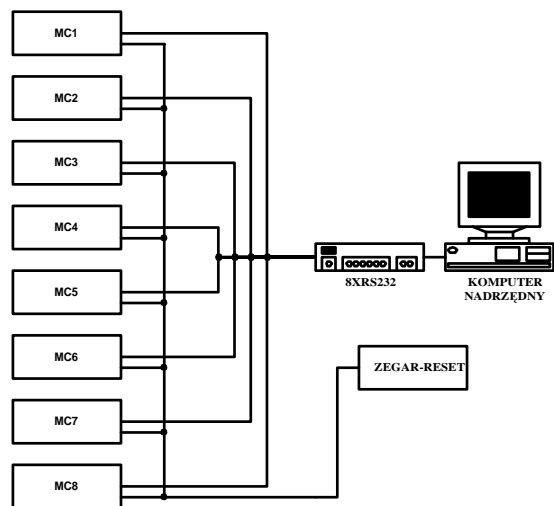 MC1
MC2
MC3
MC4
MC5
MC6
MC7
MC8
8XRS232
KOMPUTER
NADRZĘDNY
ZEGAR-RESET